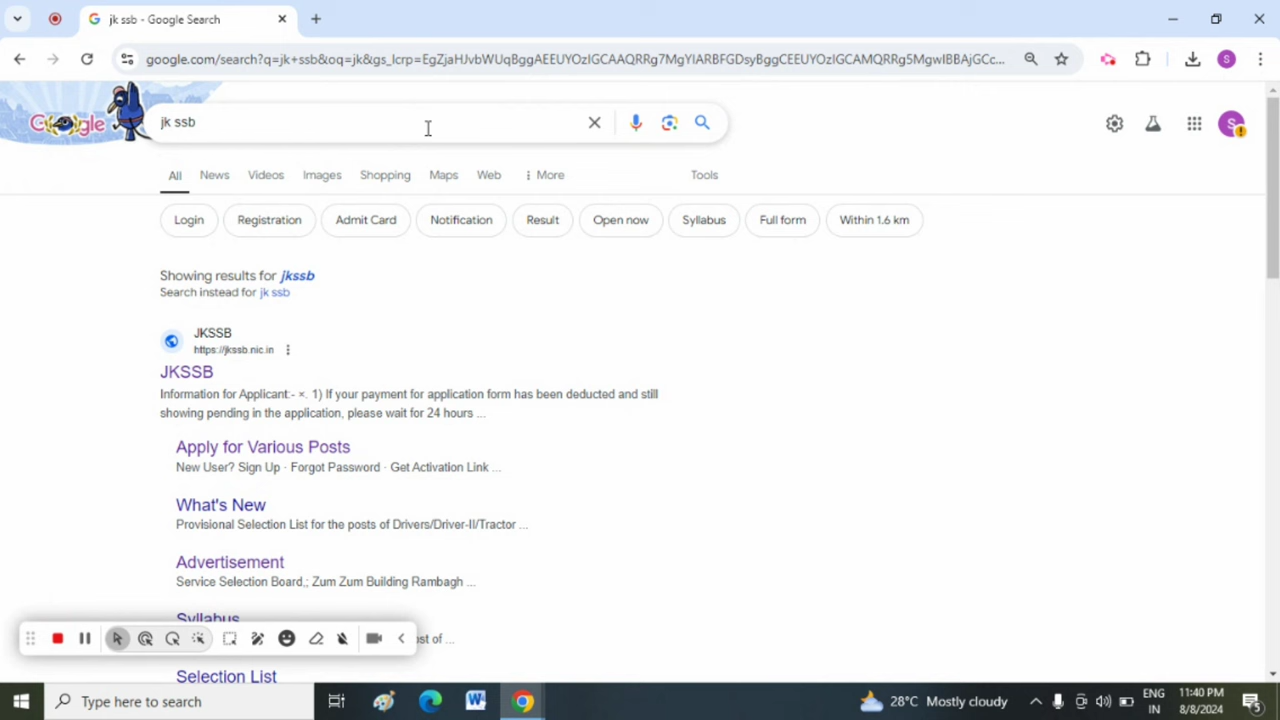 jk ssb - Google Search
google.com/search?q=jk+ssb&oq=jk&gs_lcrp=EgZjaHJvbWUqBggAEEUYOzIGCAAQRRg7MgYIARBFGDsyBggCEEUYOzIGCAMQRRg5MgwIBBAjGCc...
S
Google
jk ssb
S
All News Videos Images Shopping Maps Web More Tools
Login Registration Admit Card Notification Result Open now Syllabus Full form Within 1.6 km
Showing results for jkssb
Search instead for jk ssb
JKSSB
https://jkssb.nic.in
JKSSB
Information for Applicant:- ×. 1) If your payment for application form has been deducted and still
showing pending in the application, please wait for 24 hours ...
Apply for Various Posts
New User? Sign Up · Forgot Password · Get Activation Link ...
What's New
Provisional Selection List for the posts of Drivers/Driver-II/Tractor ...
Advertisement
Service Selection Board,; Zum Zum Building Rambagh ...
Syllabus
ost of ...
Selection List
Type here to search
28°C Mostly cloudy
ENG
IN
11:40 PM
8/8/2024
5